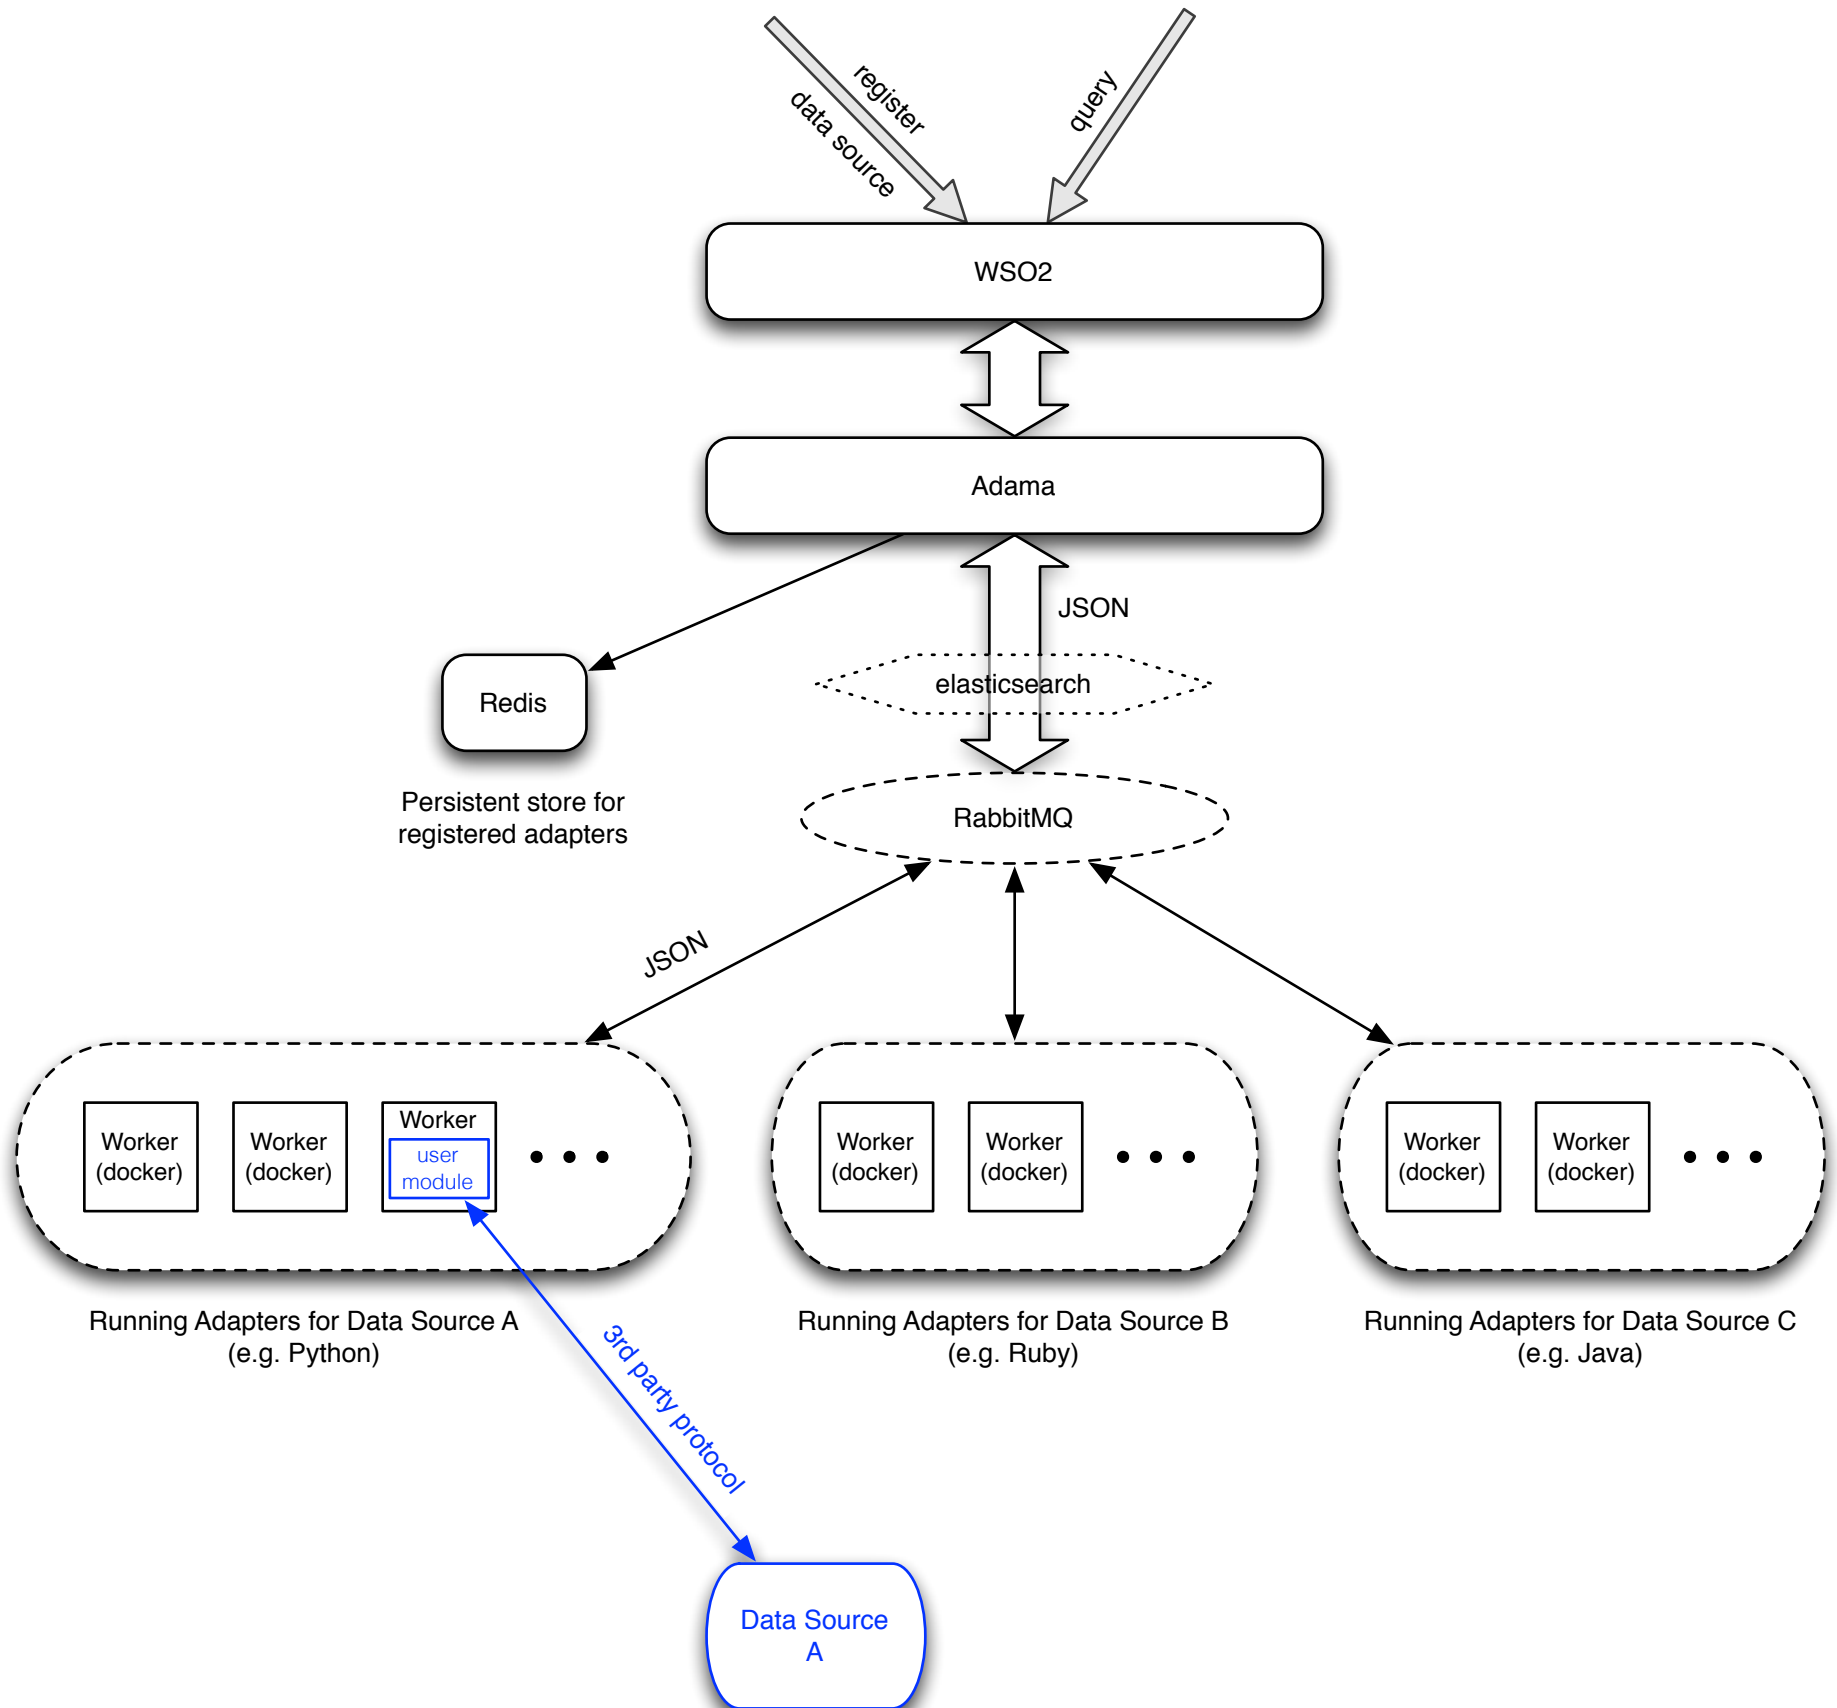 register
data source
query
WSO2
Adama
JSON
elasticsearch
Redis
Persistent store for
registered adapters
RabbitMQ
JSON
Worker
(docker)
Worker
(docker)
Worker
user
module
Worker
(docker)
Worker
(docker)
Worker
(docker)
Worker
(docker)
Running Adapters for Data Source A
(e.g. Python)
Running Adapters for Data Source B
(e.g. Ruby)
Running Adapters for Data Source C
(e.g. Java)
3rd party protocol
Data Source
A